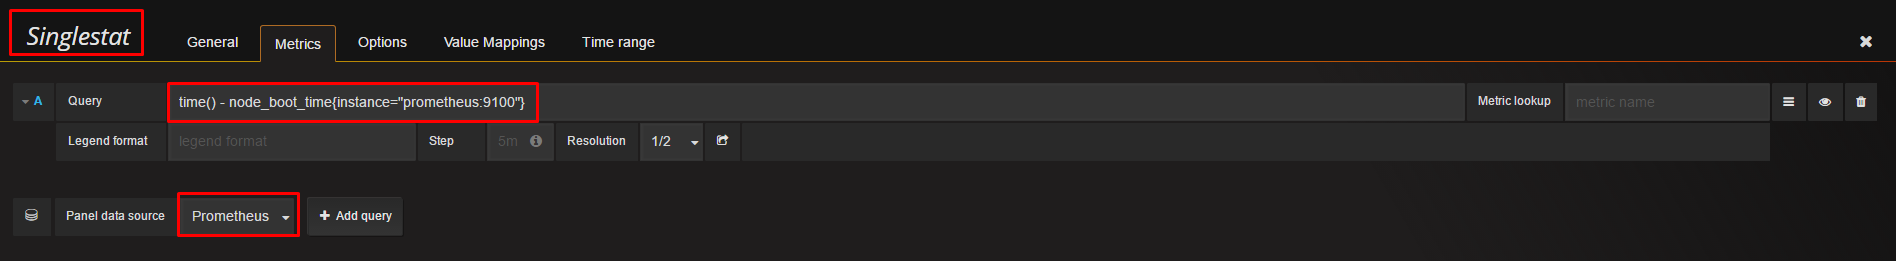 Singlestat General Metrics Options Value Mappings Time range
A Query time() - node_boot_time{instance="prometheus:9100"} Metric lookup metric name
Legend format legend format Step 5m Resolution 1/2
Panel data source Prometheus Add query